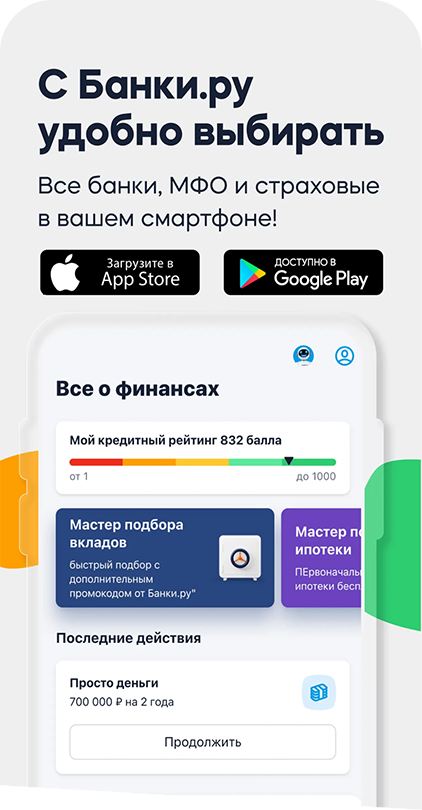 С Банки.ру
удобно выбирать
Все банки, МФО и страховые
в вашем смартфоне!
Загрузите в
App Store
ДОСТУПНО В
Google Play
Все о финансах
Мой кредитный рейтинг 832 балла
от 1
до 1000
Мастер подбора
вкладов
быстрый подбор с
дополнительным
промокодом от Банки.ру"
Мастер
ипотеки
ПЕрвоначаль
ипотеки
Последние действия
Просто деньги
700 000 ₽ на 2 года
Продолжить